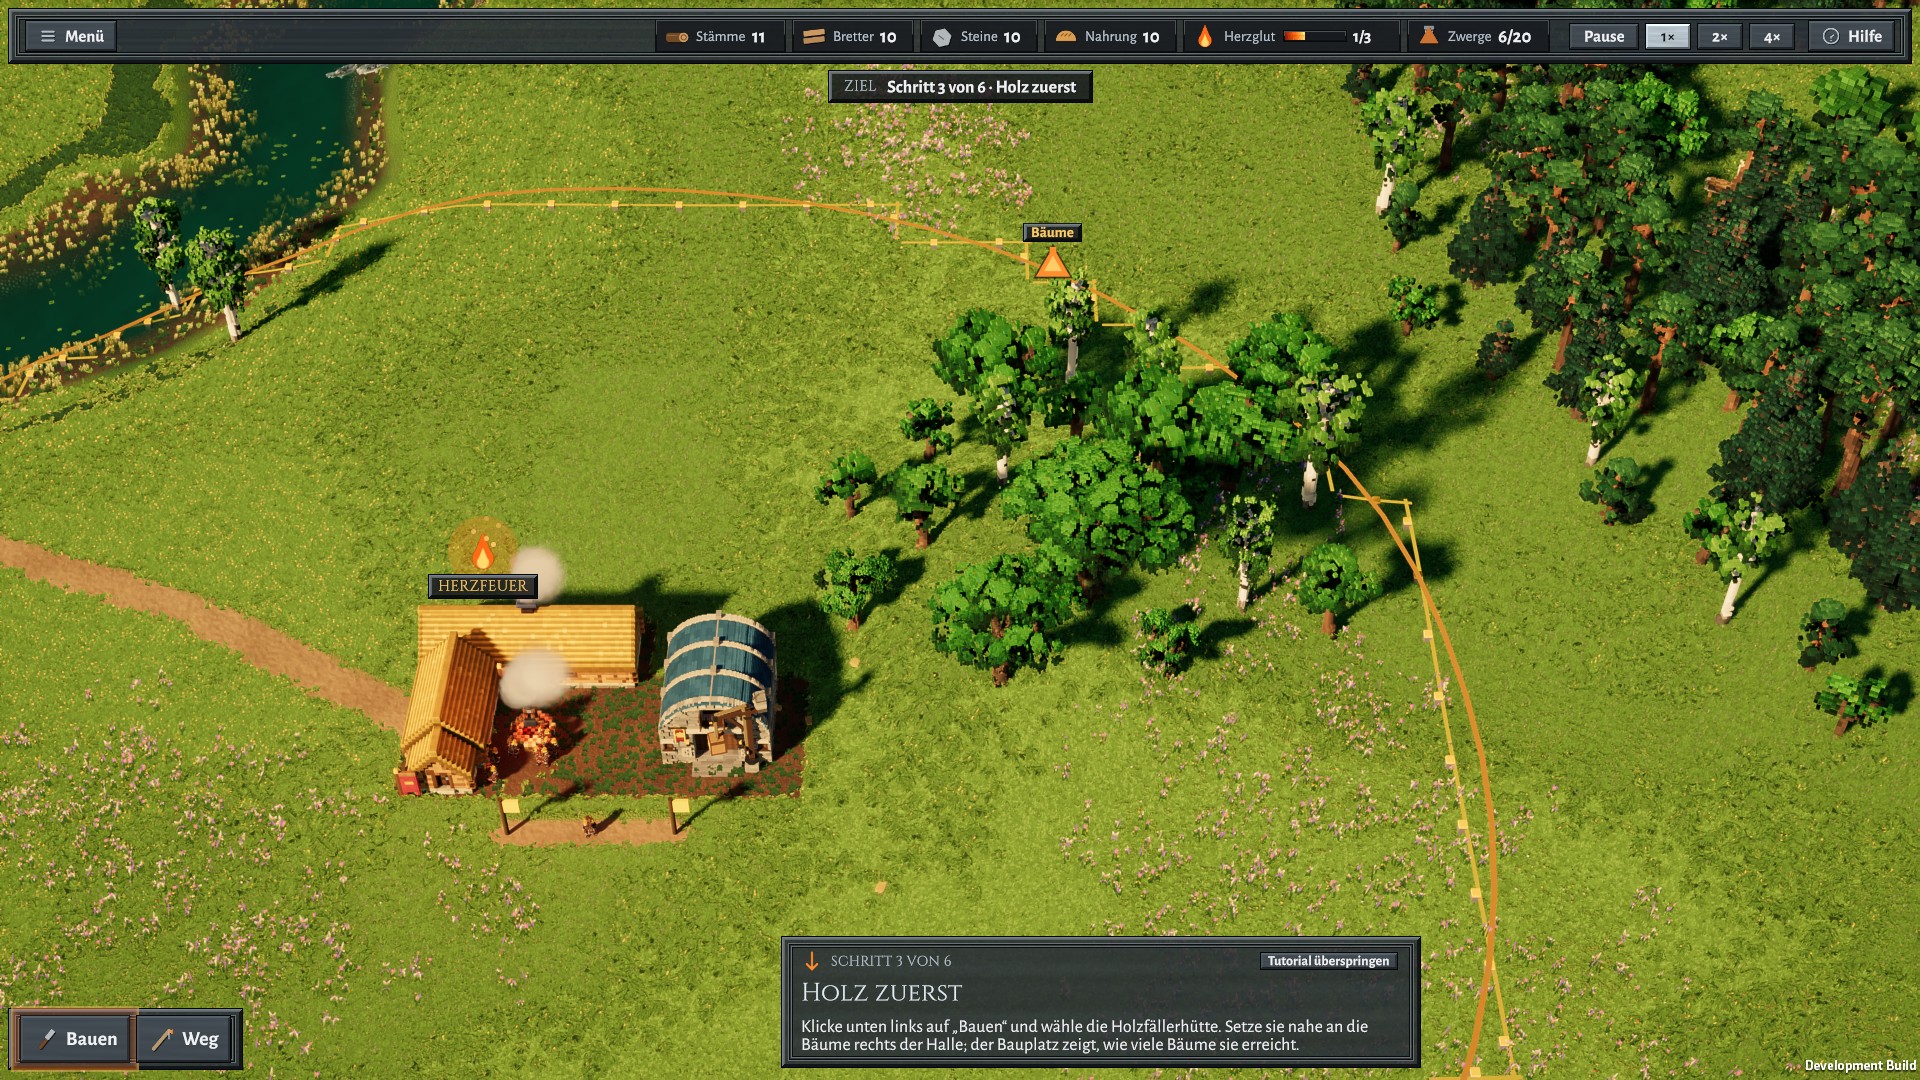 Menü
Stämme 11
Bretter 10
Steine 10
Nahrung 10
Herzglut 1/3
Zwerge 6/20
Pause
1×
2×
4×
Hilfe
ZIEL Schritt 3 von 6 · Holz zuerst
Bäume
HERZFEUER
SCHRITT 3 VON 6
Tutorial überspringen
HOLZ ZUERST
Klicke unten links auf „Bauen“ und wähle die Holzfällerhütte. Setze sie nahe an die
Bäume rechts der Halle; der Bauplatz zeigt, wie viele Bäume sie erreicht.
Bauen
Weg
Development Build